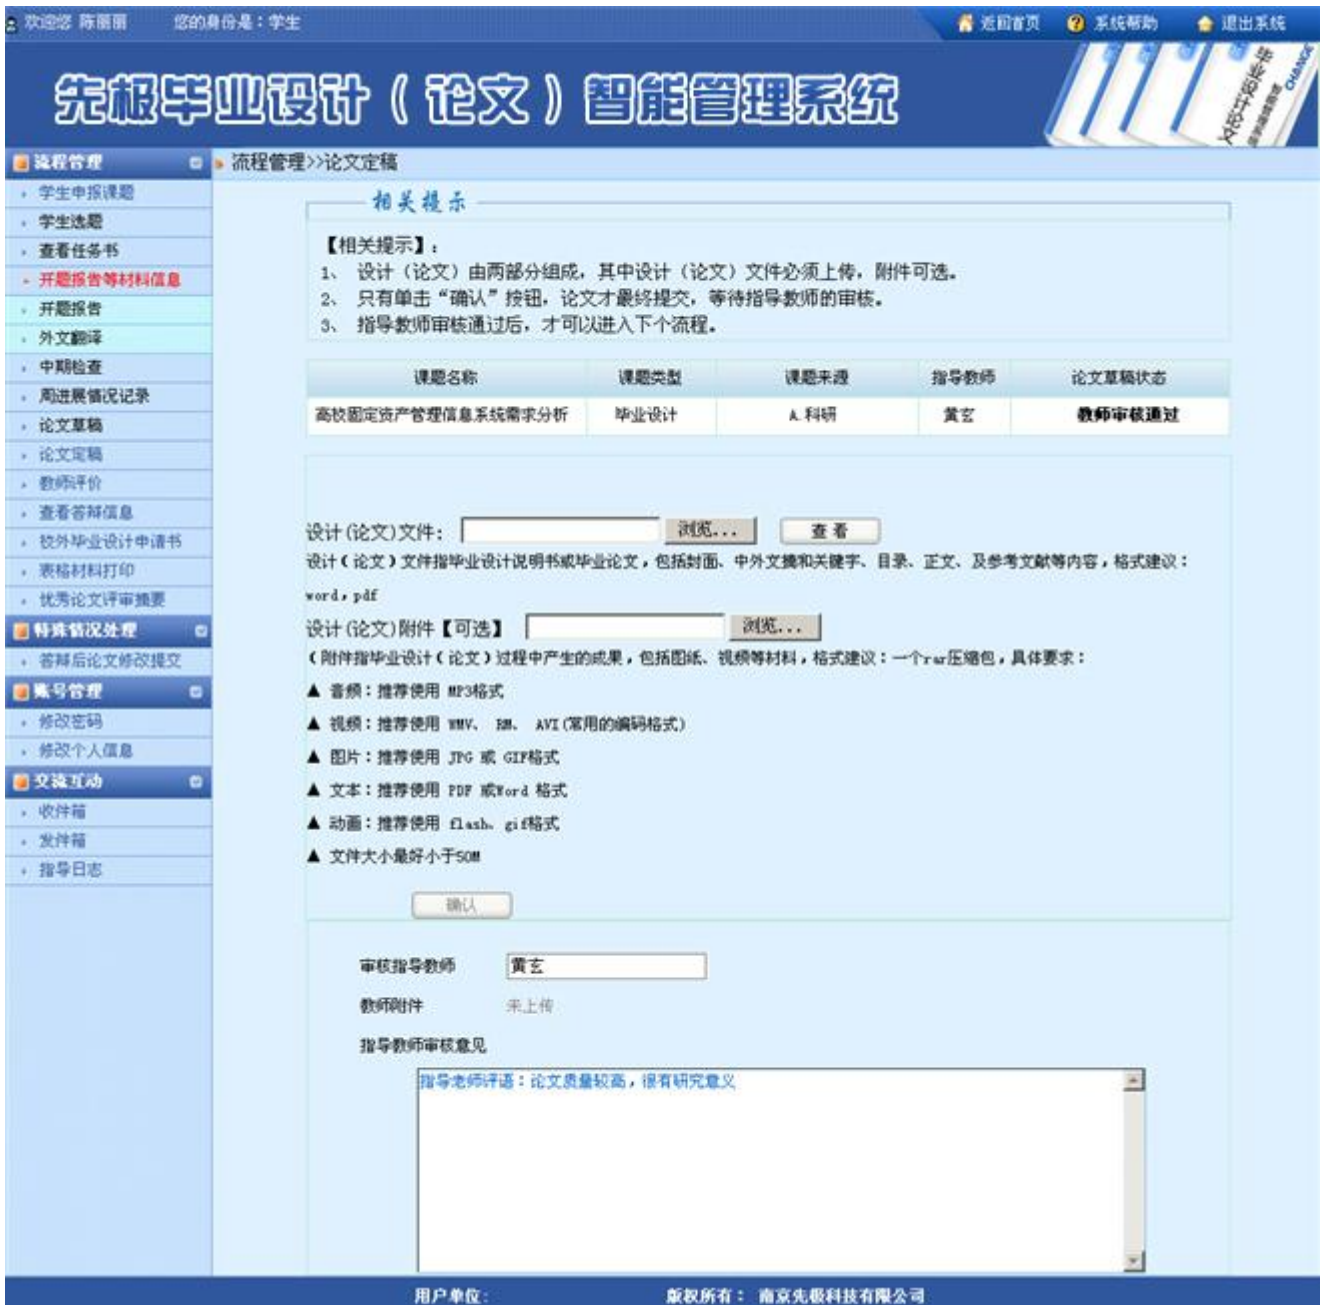 欢迎您 陈丽丽 您的身份是：学生 返回首页 系统帮助 退出系统
先极毕业设计（论文）智能管理系统
毕业设计论文
智能管理系统
CHANGE
流程管理
流程管理>>论文定稿
学生申报课题
学生选题
查看任务书
开题报告等材料信息
开题报告
外文翻译
中期检查
周进展情况记录
论文草稿
论文定稿
教师评价
查看答辩信息
校外毕业设计申请书
表格材料打印
优秀论文评审摘要
特殊情况处理
答辩后论文修改提交
账号管理
修改密码
修改个人信息
交流互动
收件箱
发件箱
指导日志
相关提示
【相关提示】：
1、 设计（论文）由两部分组成，其中设计（论文）文件必须上传，附件可选。
2、 只有单击“确认”按钮，论文才最终提交，等待指导教师的审核。
3、 指导教师审核通过后，才可以进入下个流程。
课题名称 课题类型 课题来源 指导教师 论文草稿状态
高校固定资产管理信息系统需求分析 毕业设计 A.科研 黄玄 教师审核通过
设计(论文)文件: 浏览... 查看
设计(论文)文件指毕业设计说明书或毕业论文，包括封面、中外文摘和关键字、目录、正文、及参考文献等内容，格式建议：
word，pdf
设计(论文)附件【可选】 浏览...
(附件指毕业设计(论文)过程中产生的成果，包括图纸、视频等材料，格式建议：一个rar压缩包，具体要求：
▲ 音频：推荐使用 MP3格式
▲ 视频：推荐使用 WMV、 RM、 AVI(常用的编码格式)
▲ 图片：推荐使用 JPG 或 GIF格式
▲ 文本：推荐使用 PDF 或Word 格式
▲ 动画：推荐使用 flash、gif格式
▲ 文件大小最好小于50M
确认
审核指导教师 黄玄
教师附件 未上传
指导教师审核意见
指导老师评语：论文质量较高，很有研究意义
用户单位: 版权所有： 南京先极科技有限公司